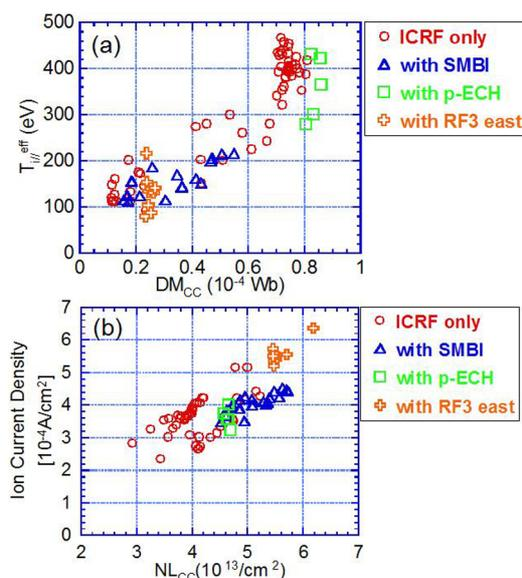 (a)
500
400
300
200
100
0
T_i//^eff (eV)
0 0.2 0.4 0.6 0.8 1
DM_CC (10^-4 Wb)
ICRF only
with SMBI
with p-ECH
with RF3 east
(b)
7
6
5
4
3
2
1
0
Ion Current Density
[10^-4A/cm^2]
2 3 4 5 6 7
NL_CC(10^13/cm^2)
ICRF only
with SMBI
with p-ECH
with RF3 east